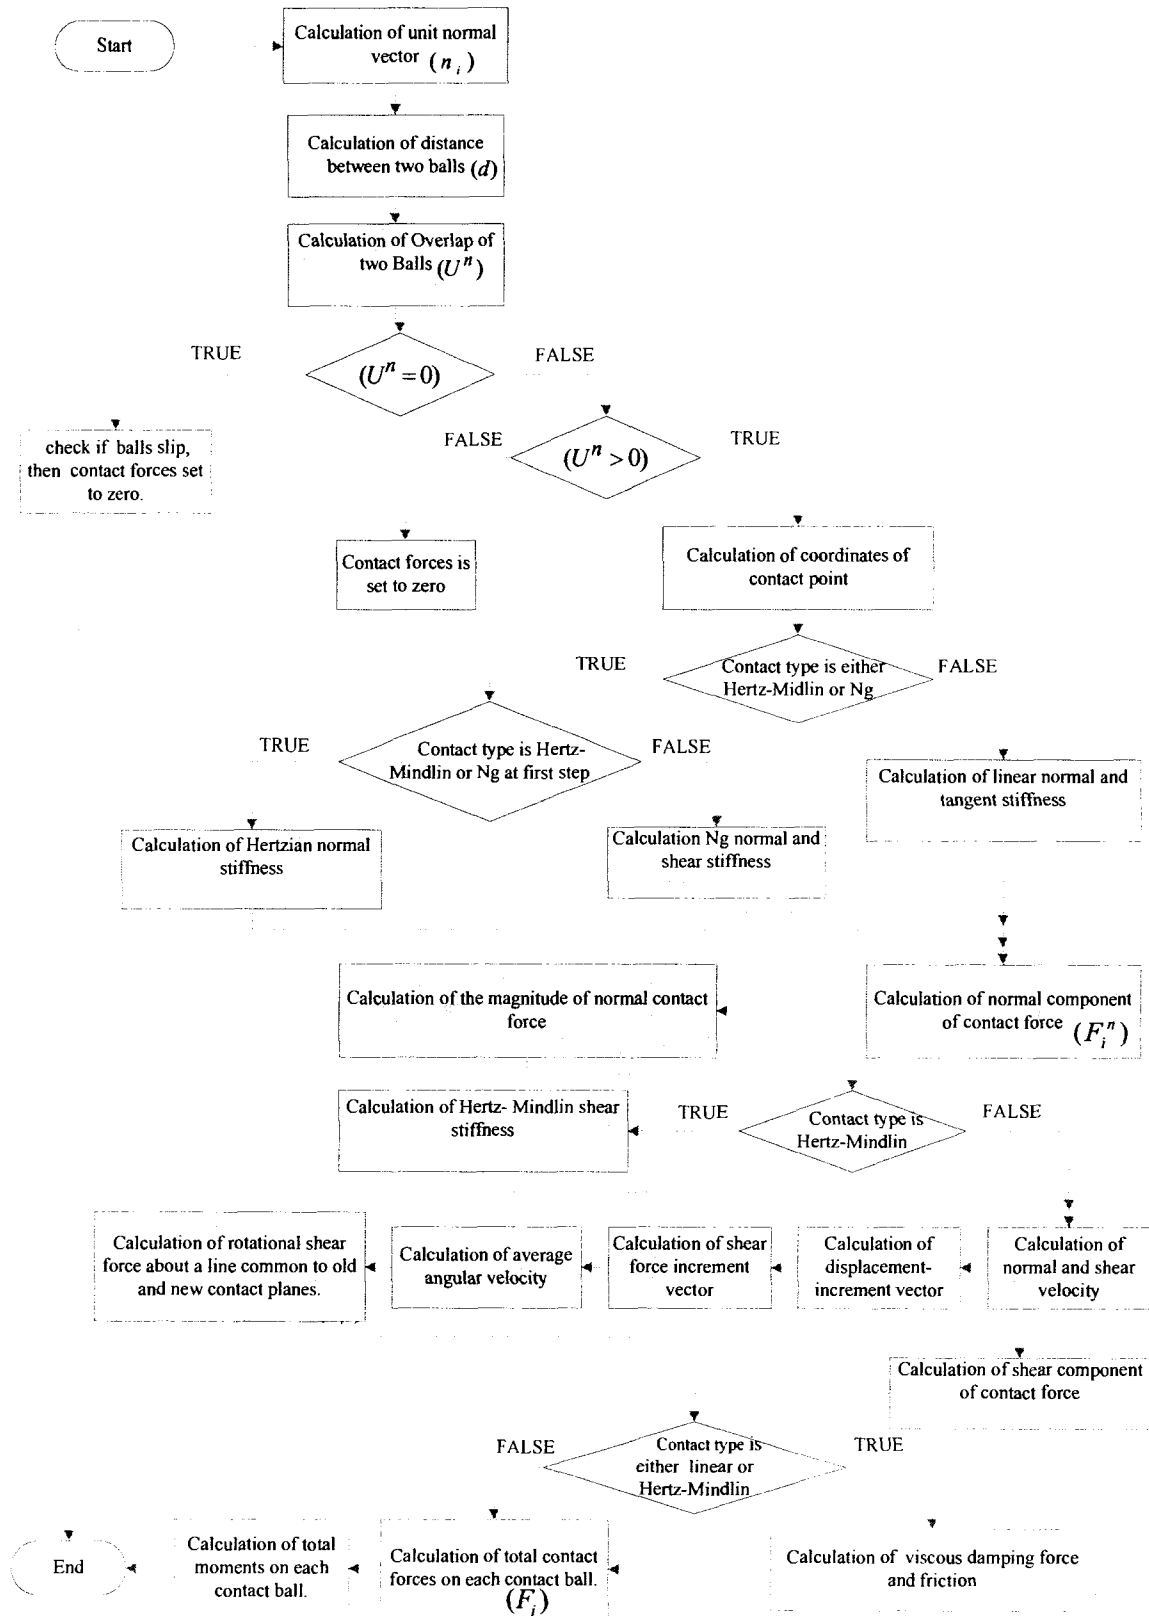 Start
Calculation of unit normal
vector (n_i)
Calculation of distance
between two balls (d)
Calculation of Overlap of
two Balls (U^n)
TRUE
FALSE
(U^n = 0)
check if balls slip,
then contact forces set
to zero.
FALSE
TRUE
(U^n > 0)
Contact forces is
set to zero
Calculation of coordinates of
contact point
TRUE
FALSE
Contact type is either
Hertz-Midlin or Ng
TRUE
FALSE
Contact type is Hertz-
Mindlin or Ng at first step
Calculation of linear normal and
tangent stiffness
Calculation of Hertzian normal
stiffness
Calculation Ng normal and
shear stiffness
Calculation of the magnitude of normal contact
force
Calculation of normal component
of contact force (F_i^n)
Calculation of Hertz- Mindlin shear
stiffness
TRUE
FALSE
Contact type is
Hertz-Mindlin
Calculation of rotational shear
force about a line common to old
and new contact planes.
Calculation of average
angular velocity
Calculation of shear
force increment
vector
Calculation of
displacement-
increment vector
Calculation of
normal and shear
velocity
Calculation of shear component
of contact force
FALSE
TRUE
Contact type is
either linear or
Hertz-Mindlin
End
Calculation of total
moments on each
contact ball.
Calculation of total contact
forces on each contact ball.
(F_i)
Calculation of viscous damping force
and friction